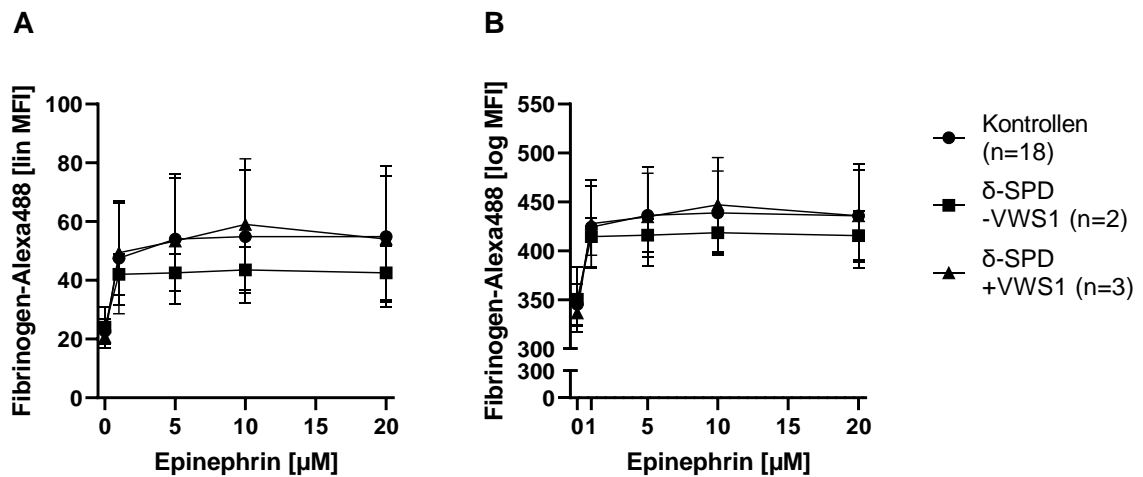 A
Fibrinogen-Alexa488 [lin MFI]
100
80
60
40
20
0
0 5 10 15 20
Epinephrin [µM]
B
Fibrinogen-Alexa488 [log MFI]
550
500
450
400
350
300
300
0
0 1 5 10 15 20
Epinephrin [µM]
Kontrollen
(n=18)
δ-SPD
-VWS1 (n=2)
δ-SPD
+VWS1 (n=3)